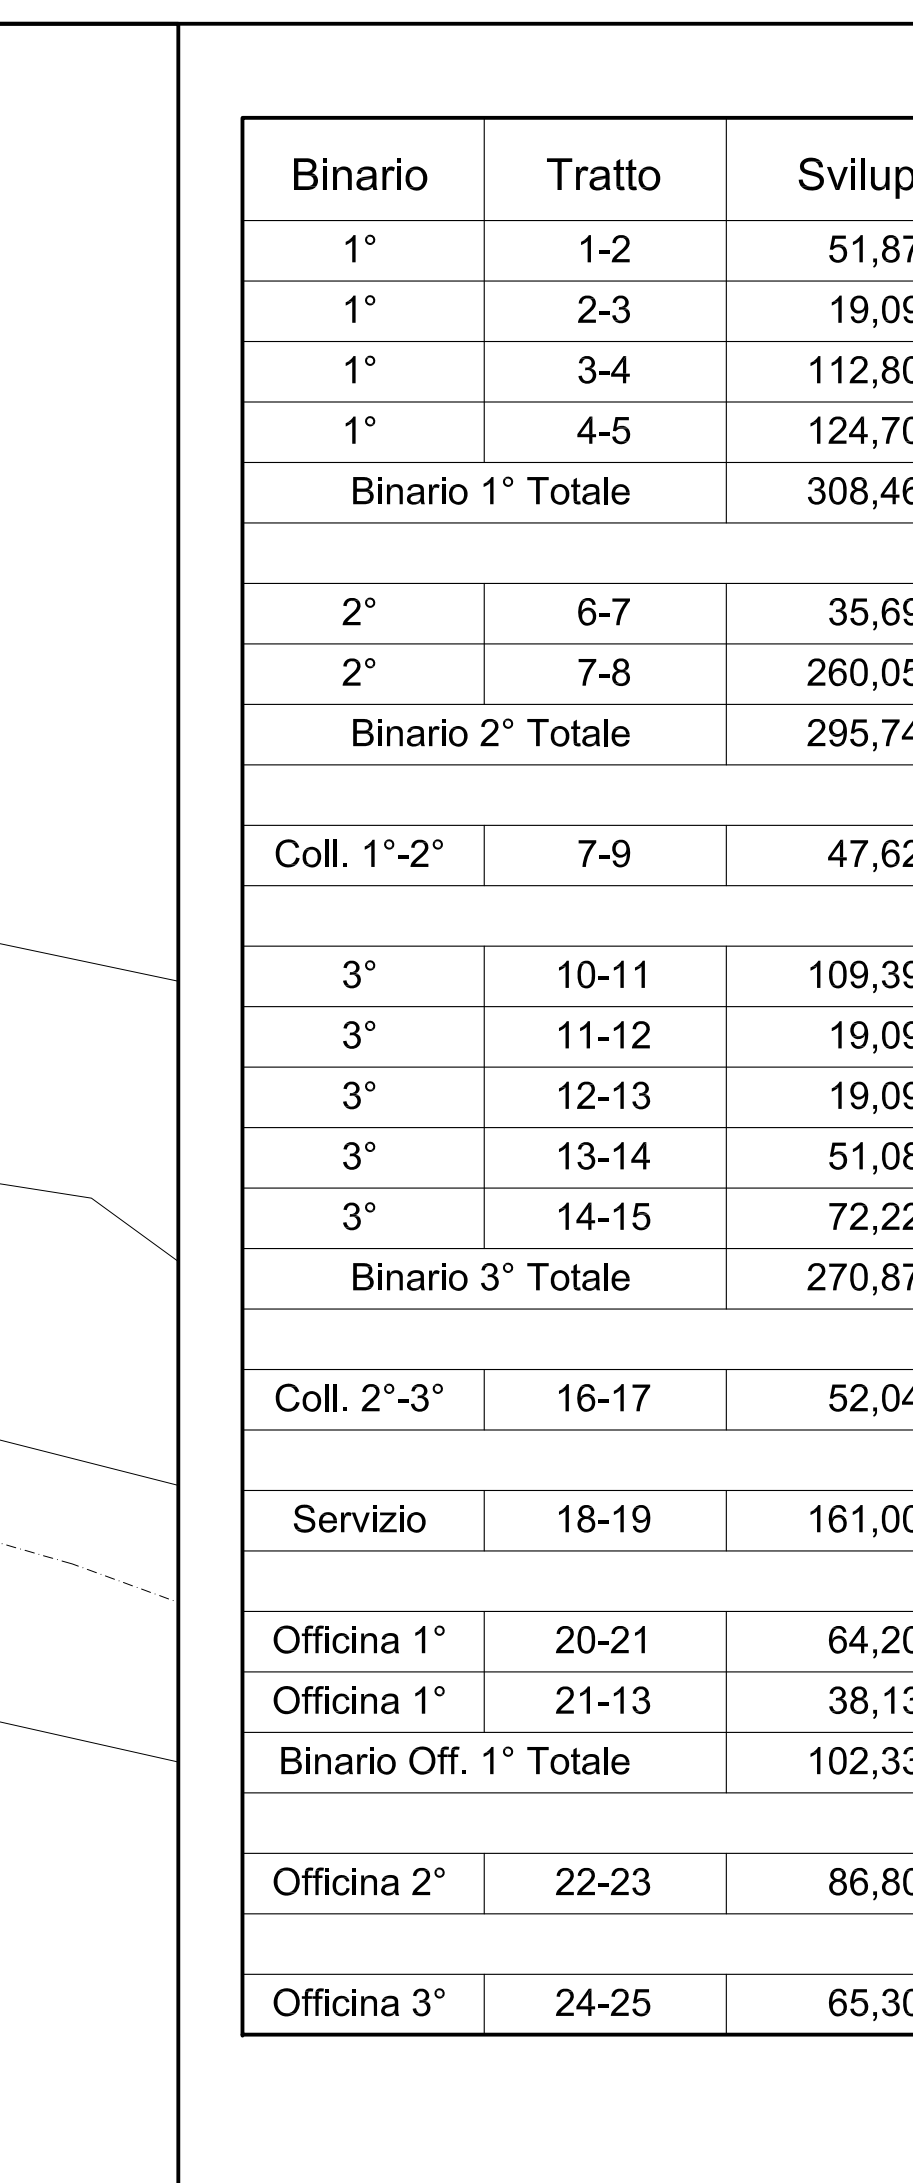 Binario Tratto Svilup
1° 1-2 51,87
1° 2-3 19,09
1° 3-4 112,80
1° 4-5 124,70
Binario 1° Totale 308,46
2° 6-7 35,69
2° 7-8 260,05
Binario 2° Totale 295,74
Coll. 1°-2° 7-9 47,62
3° 10-11 109,39
3° 11-12 19,09
3° 12-13 19,09
3° 13-14 51,08
3° 14-15 72,22
Binario 3° Totale 270,87
Coll. 2°-3° 16-17 52,04
Servizio 18-19 161,00
Officina 1° 20-21 64,20
Officina 1° 21-13 38,13
Binario Off. 1° Totale 102,33
Officina 2° 22-23 86,80
Officina 3° 24-25 65,30